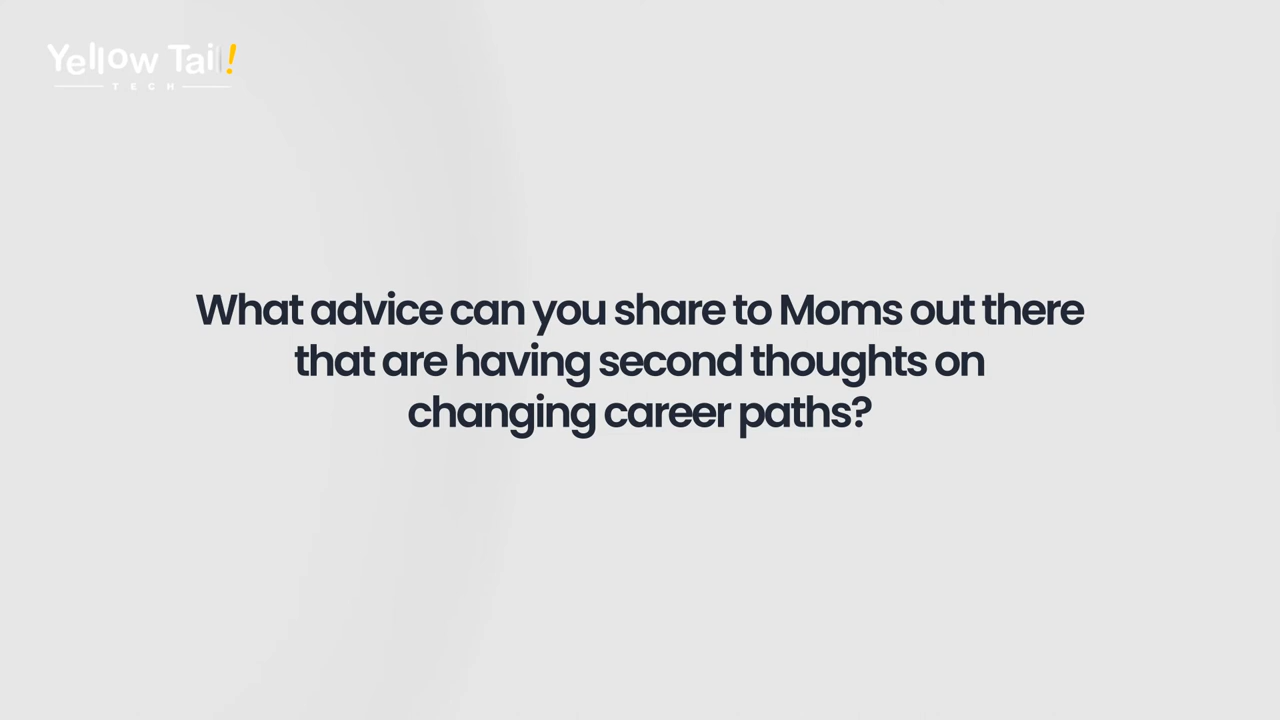 Yellow Tail!
TECH
What advice can you share to Moms out there
that are having second thoughts on
changing career paths?